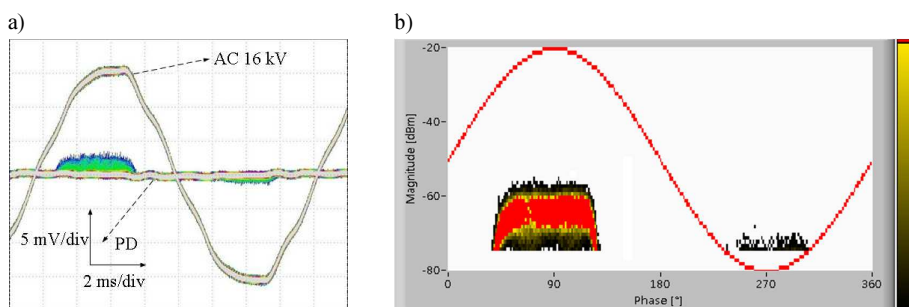 a)
AC 16 kV
5 mV/div
PD
2 ms/div
b)
Magnitude [dBm]
-20
-40
-60
-80
0
90
180
270
360
Phase [°]